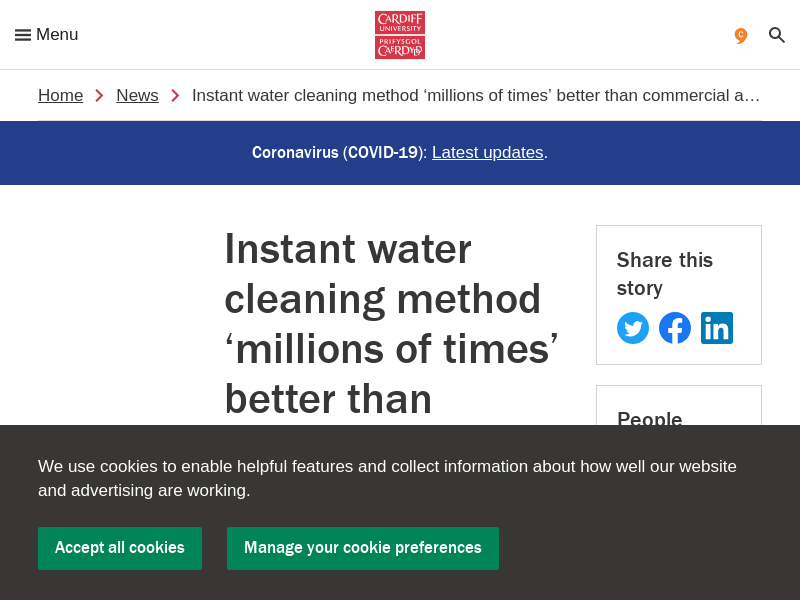 Menu
CARDIFF
UNIVERSITY
PRIFYSGOL
CAERDYDD
Home
News
Instant water cleaning method ‘millions of times’ better than commercial a…
Coronavirus (COVID-19): Latest updates.
Instant water
cleaning method
‘millions of times’
better than
Share this
story
People
We use cookies to enable helpful features and collect information about how well our website
and advertising are working.
Accept all cookies
Manage your cookie preferences